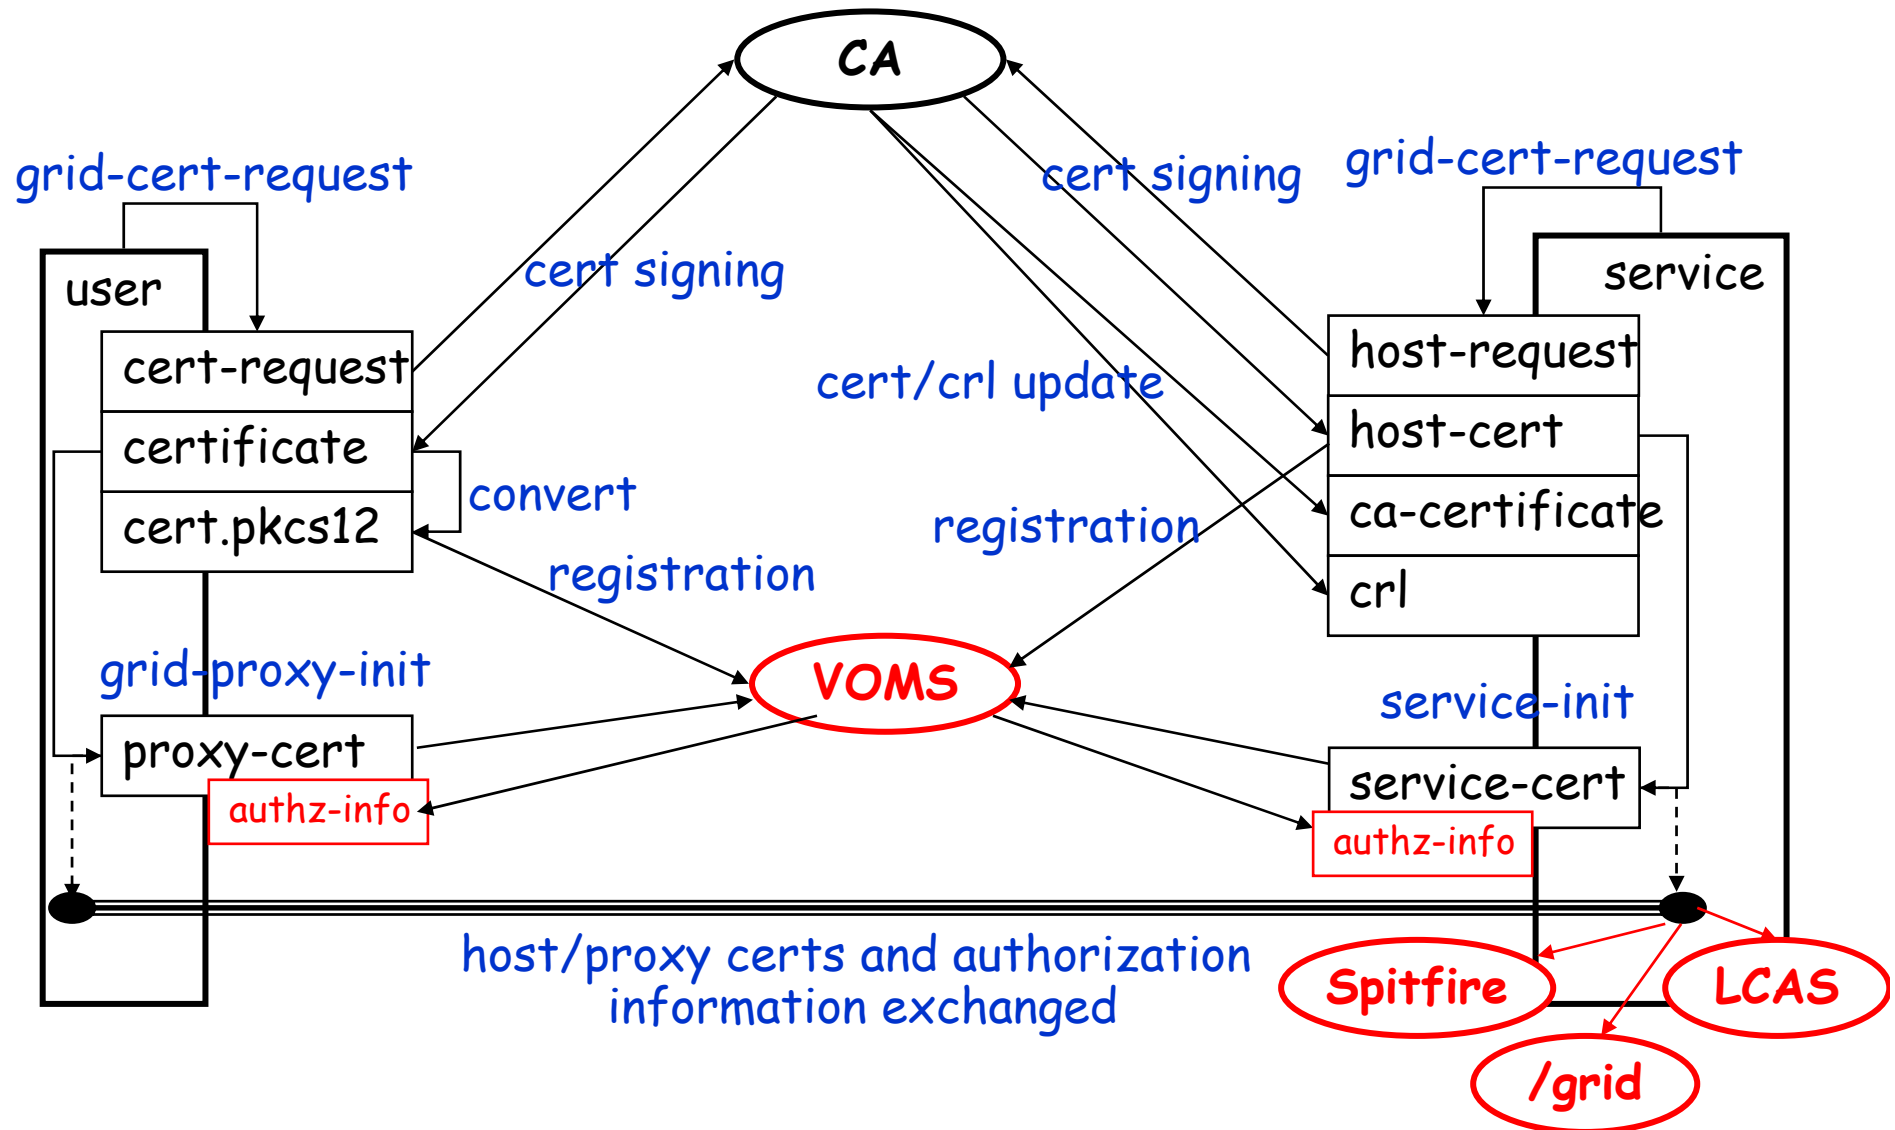 CA
grid-cert-request
cert signing
grid-cert-request
user
cert signing
service
cert-request
host-request
cert/crl update
certificate
host-cert
convert
cert.pkcs12
registration
ca-certificate
registration
crl
grid-proxy-init
VOMS
service-init
proxy-cert
service-cert
authz-info
authz-info
host/proxy certs and authorization
information exchanged
Spitfire
LCAS
/grid